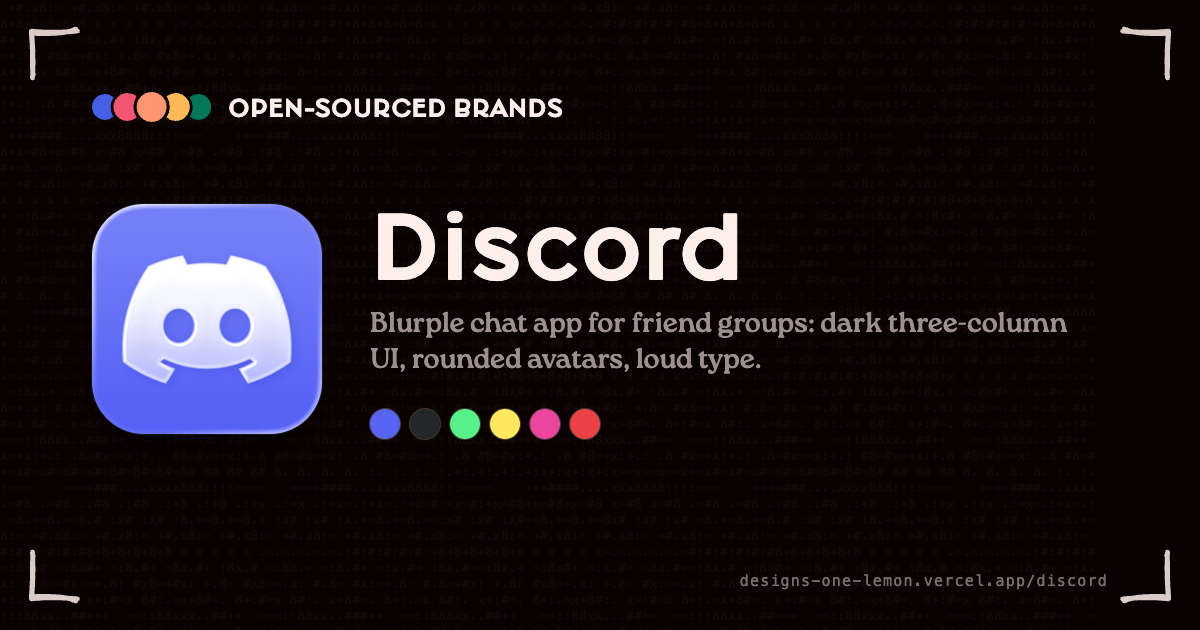 OPEN-SOURCED BRANDS
Discord
Blurple chat app for friend groups: dark three-column
UI, rounded avatars, loud type.
designs-one-lemon.vercel.app/discord